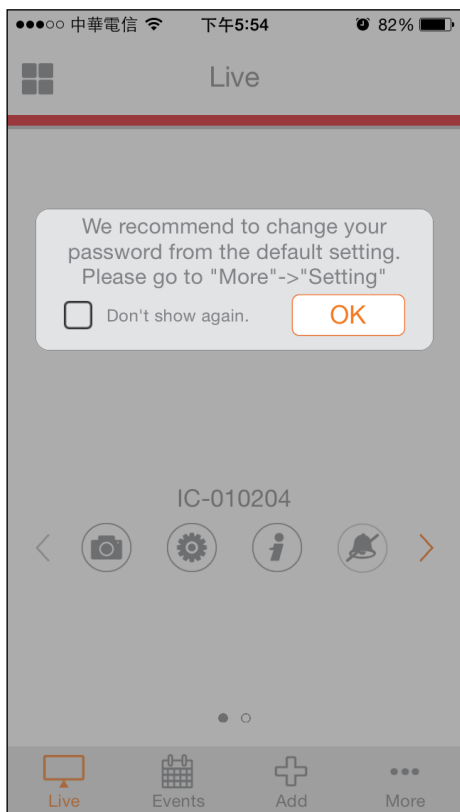 中華電信 下午5:54 82%
Live
We recommend to change your
password from the default setting.
Please go to "More"->"Setting"
Don't show again. OK
IC-010204
Live Events Add More